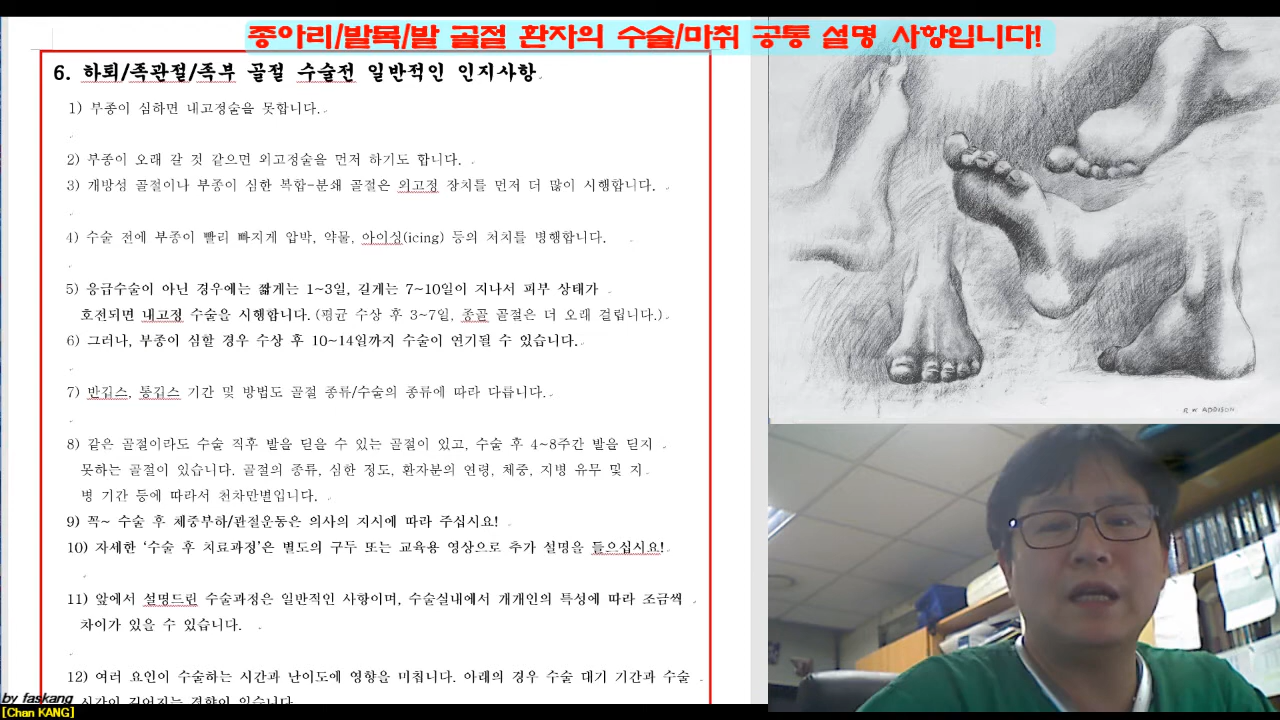 종아리/발목/발 골절 환자의 수술/마취 공통 설명 사항입니다!
6. 하퇴/족관절/족부 골절 수술전 일반적인 인지사항
1) 부종이 심하면 내고정술을 못합니다.
2) 부종이 오래 갈 것 같으면 외고정술을 먼저 하기도 합니다.
3) 개방성 골절이나 부종이 심한 복합-분쇄 골절은 외고정 장치를 먼저 더 많이 시행합니다.
4) 수술 전에 부종이 빨리 빠지게 압박, 약물, 아이싱(icing) 등의 처치를 병행합니다.
5) 응급수술이 아닌 경우에는 짧게는 1~3일, 길게는 7~10일이 지나서 피부 상태가
호전되면 내고정 수술을 시행합니다. (평균 수상 후 3~7일, 종골 골절은 더 오래 걸립니다.)
6) 그러나, 부종이 심할 경우 수상 후 10~14일까지 수술이 연기될 수 있습니다.
7) 반깁스, 통깁스 기간 및 방법도 골절 종류/수술의 종류에 따라 다릅니다.
8) 같은 골절이라도 수술 직후 발을 딛을 수 있는 골절이 있고, 수술 후 4~8주간 발을 딛지
못하는 골절이 있습니다. 골절의 종류, 심한 정도, 환자분의 연령, 체중, 지병 유무 및 지
병 기간 등에 따라서 천차만별입니다.
9) 꼭~ 수술 후 체중부하/관절운동은 의사의 지시에 따라 주십시요!
10) 자세한 '수술 후 치료과정'은 별도의 구두 또는 교육용 영상으로 추가 설명을 들으십시요!
11) 앞에서 설명드린 수술과정은 일반적인 사항이며, 수술실내에서 개개인의 특성에 따라 조금씩
차이가 있을 수 있습니다.
12) 여러 요인이 수술하는 시간과 난이도에 영향을 미칩니다. 아래의 경우 수술 대기 기간과 수술
시간이 길어지는 경향이 있습니다.
R W ADDISON
by faskang
[Chan KANG]